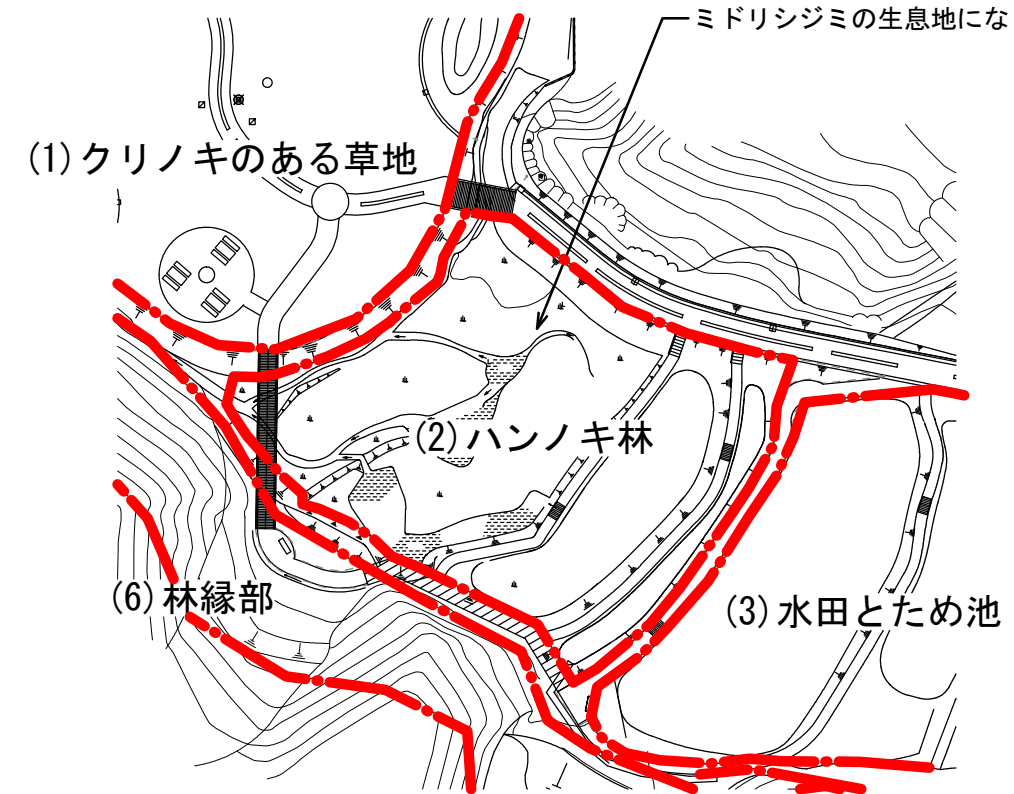 ミドリシジミの生息地にな
(1)クリノキのある草地
(2)ハンノキ林
(6)林縁部
(3)水田とため池